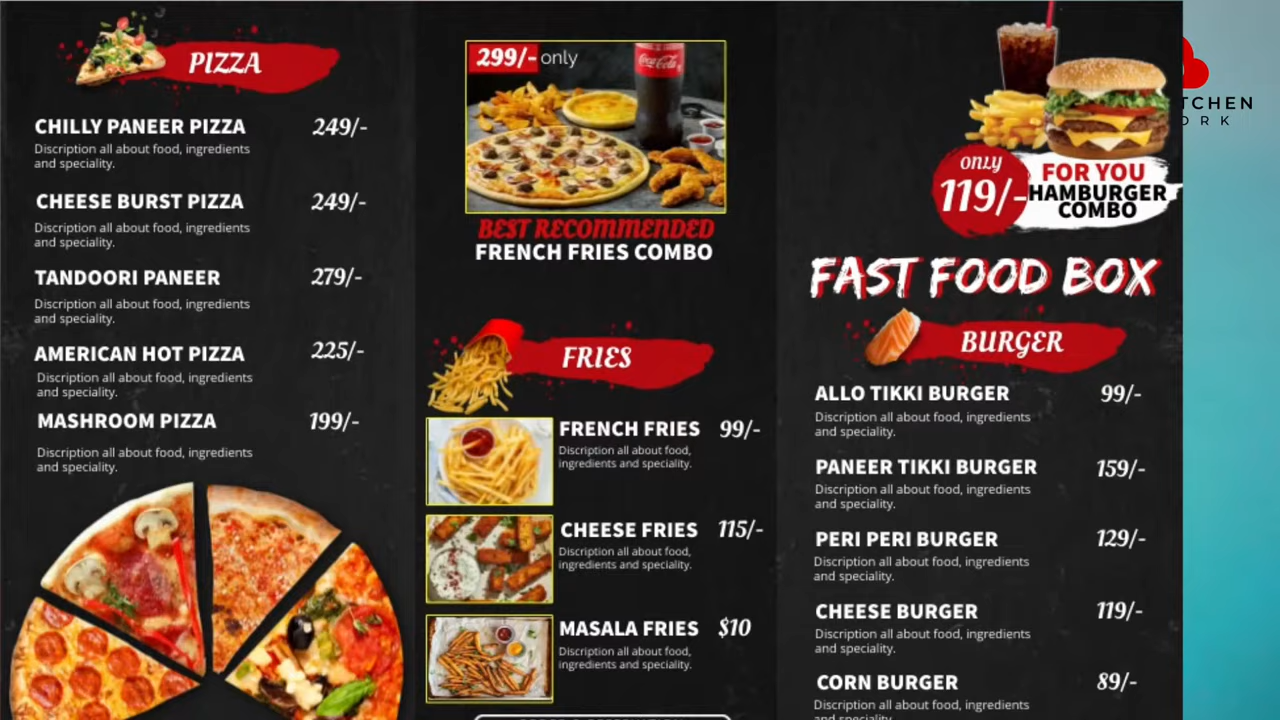 PIZZA
CHILLY PANEER PIZZA 249/-
Discription all about food, ingredients
and speciality.
CHEESE BURST PIZZA 249/-
Discription all about food, ingredients
and speciality.
TANDOORI PANEER 279/-
Discription all about food, ingredients
and speciality.
AMERICAN HOT PIZZA 225/-
Discription all about food, ingredients
and speciality.
MASHROOM PIZZA 199/-
Discription all about food, ingredients
and speciality.
299/- only
Coca-Cola
BEST RECOMMENDED
FRENCH FRIES COMBO
FRIES
FRENCH FRIES 99/-
Discription all about food,
ingredients and speciality.
CHEESE FRIES 115/-
Discription all about food,
ingredients and speciality.
MASALA FRIES $10
Discription all about food,
ingredients and speciality.
ONLY
119/-
FOR YOU
HAMBURGER
COMBO
FAST FOOD BOX
BURGER
ALLO TIKKI BURGER 99/-
Discription all about food, ingredients
and speciality.
PANEER TIKKI BURGER 159/-
Discription all about food, ingredients
and speciality.
PERI PERI BURGER 129/-
Discription all about food, ingredients
and speciality.
CHEESE BURGER 119/-
Discription all about food, ingredients
and speciality.
CORN BURGER 89/-
Discription all about food, ingredients
and speciality.
TCHEN
ORK